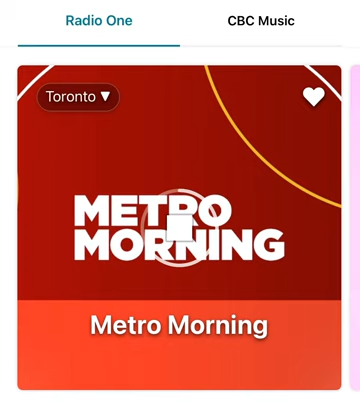 Radio One
CBC Music
Toronto ▼
METRO
MORNING
Metro Morning